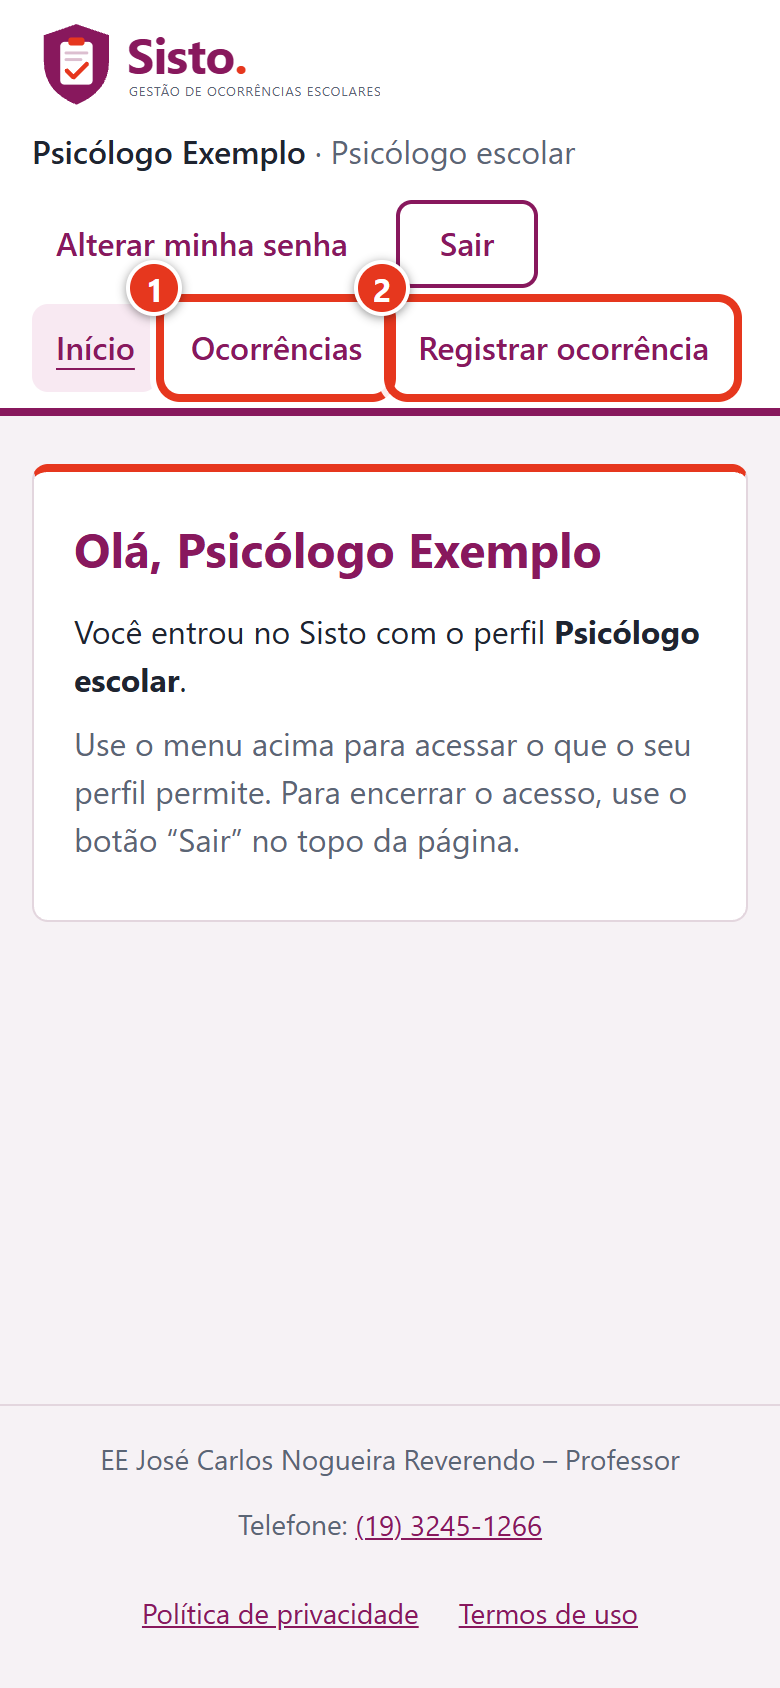 Sisto.
GESTÃO DE OCORRÊNCIAS ESCOLARES
Psicólogo Exemplo · Psicólogo escolar
Alterar minha senha
Sair
1
2
Início
Ocorrências
Registrar ocorrência
Olá, Psicólogo Exemplo
Você entrou no Sisto com o perfil Psicólogo
escolar.
Use o menu acima para acessar o que o seu
perfil permite. Para encerrar o acesso, use o
botão “Sair” no topo da página.
EE José Carlos Nogueira Reverendo – Professor
Telefone: (19) 3245-1266
Política de privacidade
Termos de uso